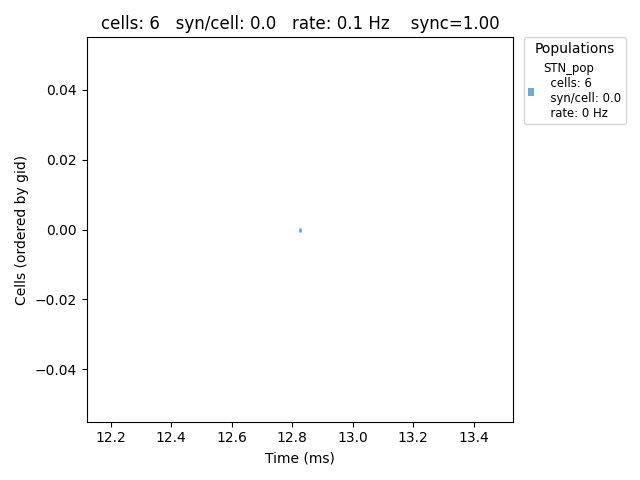 cells: 6   syn/cell: 0.0   rate: 0.1 Hz    sync=1.00
Populations
STN_pop
cells: 6
syn/cell: 0.0
rate: 0 Hz
Cells (ordered by gid)
0.04
0.02
0.00
−0.02
−0.04
12.2 12.4 12.6 12.8 13.0 13.2 13.4
Time (ms)